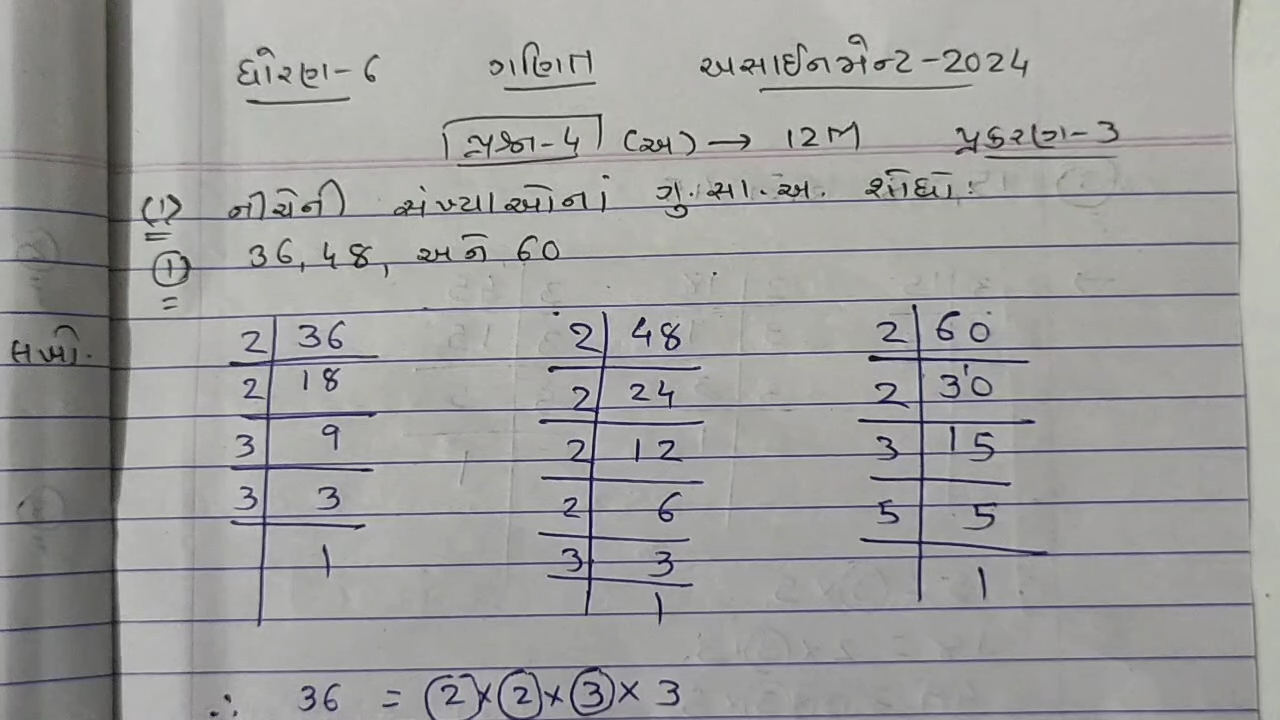 ધોરણ-6 ગણિત અસાઈનમેન્ટ-2024
પ્રશ્ન-4 (અ) → 12M પ્રકરણ-3
(1) નીચેની સંખ્યાઓનાં ગુ.સા.અ. શોધો:
① 36, 48, અને 60
2 36 2 48 2 60
લખો.
2 18 2 24 2 30
3 9 2 12 3 15
3 3 2 6 5 5
1 3 3 1
1
∴ 36 = ② × ② × ③ × 3